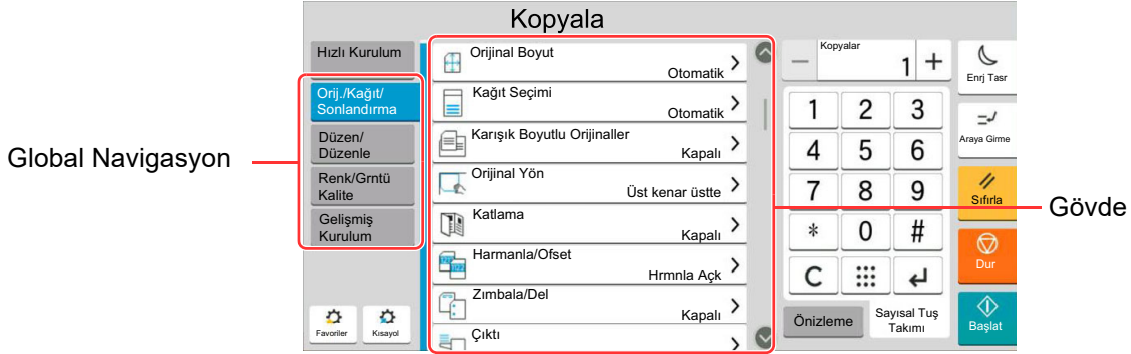 Kopyala
Global Navigasyon
Hızlı Kurulum
Orij./Kağıt/
Sonlandırma
Düzen/
Düzenle
Renk/Grntü
Kalite
Gelişmiş
Kurulum
Favoriler
Kısayol
Orijinal Boyut
Otomatik
Kağıt Seçimi
Otomatik
Karışık Boyutlu Orijinaller
Kapalı
Orijinal Yön
Üst kenar üstte
Katlama
Kapalı
Harmanla/Ofset
Hrmnla Açk
Zımbala/Del
Kapalı
Çıktı
Kopyalar
− 1 +
1 2 3
4 5 6
7 8 9
* 0 #
C
Önizleme
Sayısal Tuş
Takımı
Enrj Tasr
Araya Girme
Sıfırla
Dur
Başlat
Gövde